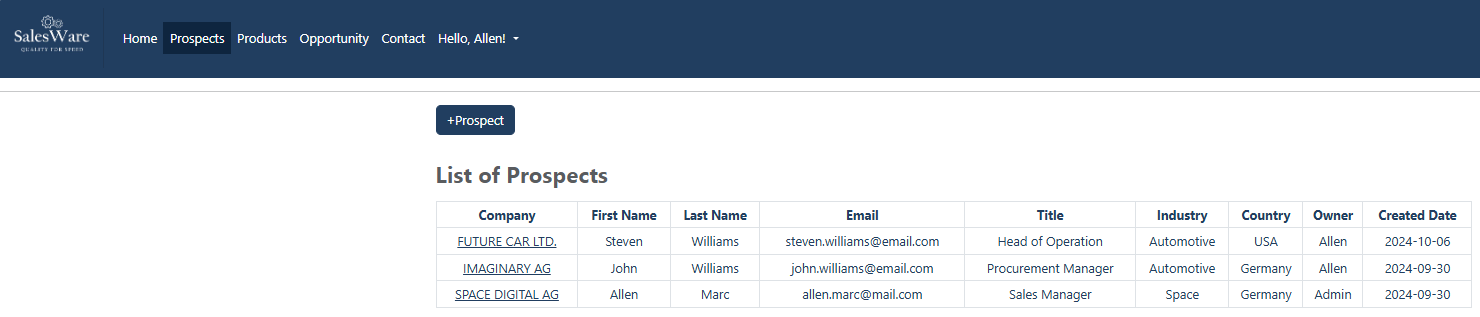 SalesWare
QUALITY FOR SPEED
Home Prospects Products Opportunity Contact Hello, Allen!
+Prospect
List of Prospects
Company First Name Last Name Email Title Industry Country Owner Created Date
FUTURE CAR LTD. Steven Williams steven.williams@email.com Head of Operation Automotive USA Allen 2024-10-06
IMAGINARY AG John Williams john.williams@email.com Procurement Manager Automotive Germany Allen 2024-09-30
SPACE DIGITAL AG Allen Marc allen.marc@mail.com Sales Manager Space Germany Admin 2024-09-30